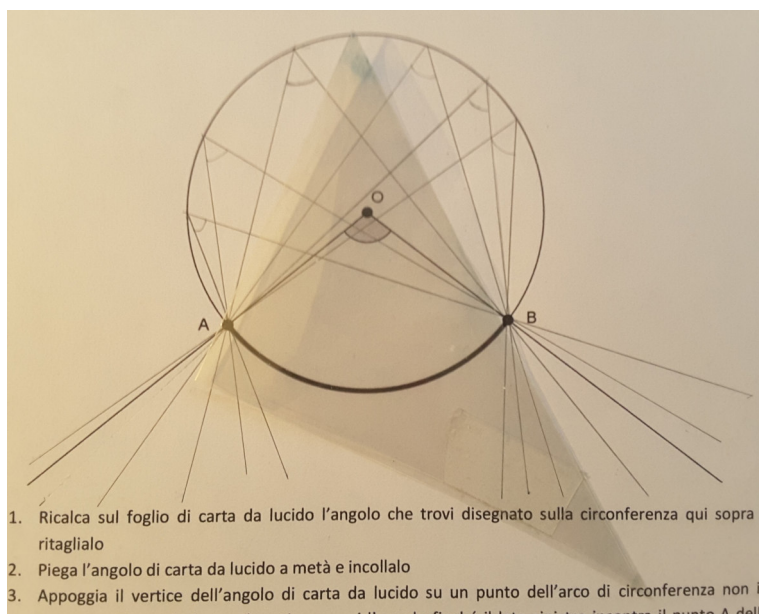 O
A
B
1. Ricalca sul foglio di carta da lucido l'angolo che trovi disegnato sulla circonferenza qui sopra
ritaglialo
2. Piega l'angolo di carta da lucido a metà e incollalo
3. Appoggia il vertice dell'angolo di carta da lucido su un punto dell'arco di circonferenza non i
il punto A